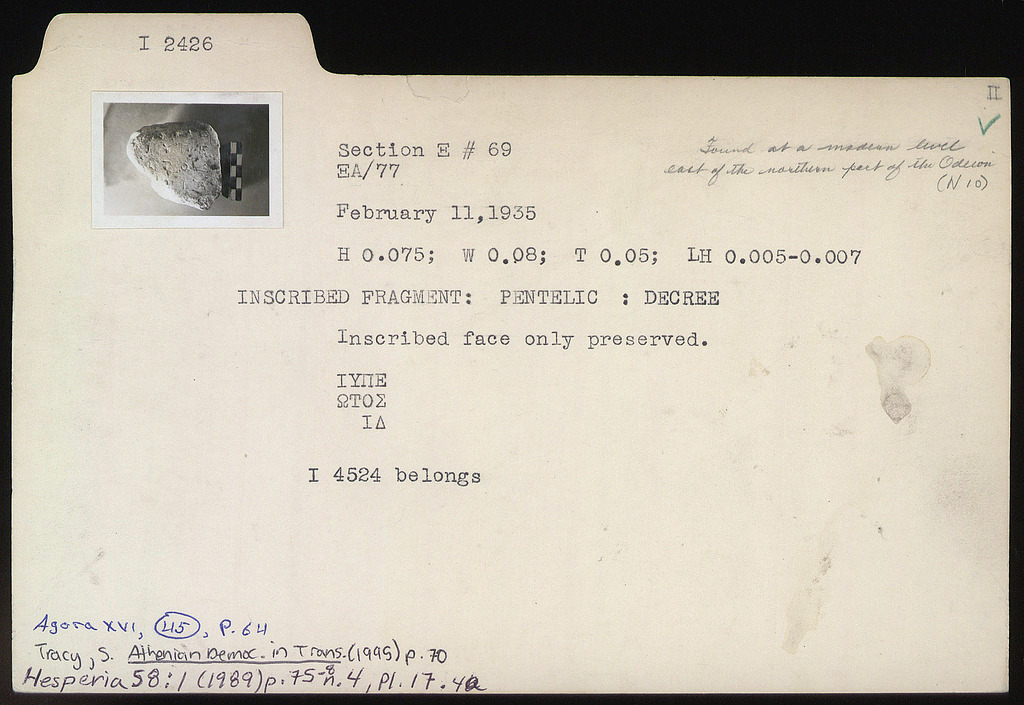 I 2426
II
✓
Section E # 69
EA/77
Found at a modern level
east of the northern part of the Odeion
(N 10)
February 11,1935
H 0.075; W 0.08; T 0.05; LH 0.005-0.007
INSCRIBED FRAGMENT: PENTELIC : DECREE
Inscribed face only preserved.
ΙΥΠΕ
ΩΤΟΣ
ΙΔ
I 4524 belongs
Agora XVI, 45, P. 64
Tracy, S. Athenian Democ. in Trans. (1995) p. 70
Hesperia 58:1 (1989) p. 75-8 n. 4, Pl. 17.4a